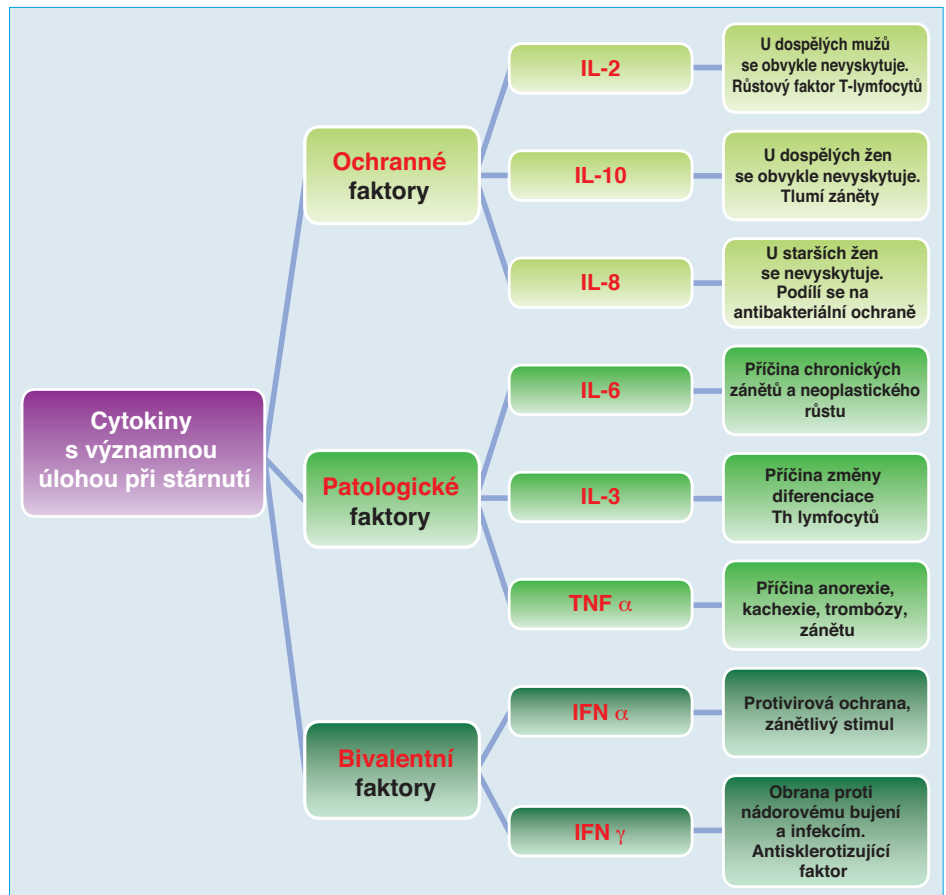 Cytokiny
s významnou
úlohou při stárnutí
Ochranné
faktory
IL-2
U dospělých mužů
se obvykle nevyskytuje.
Růstový faktor T-lymfocytů
IL-10
U dospělých žen
se obvykle nevyskytuje.
Tlumí záněty
IL-8
U starších žen
se nevyskytuje.
Podílí se na
antibakteriální ochraně
Patologické
faktory
IL-6
Příčina chronických
zánětů a neoplastického
růstu
IL-3
Příčina změny
diferenciace
Th lymfocytů
TNF α
Příčina anorexie,
kachexie, trombózy,
zánětu
Bivalentní
faktory
IFN α
Protivirová ochrana,
zánětlivý stimul
IFN γ
Obrana proti
nádorovému bujení
a infekcím.
Antisklerotizující
faktor